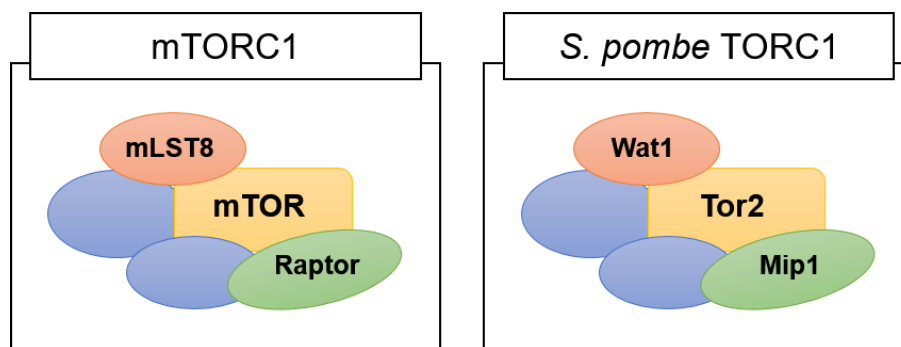 mTORC1
mLST8
mTOR
Raptor
S. pombe TORC1
Wat1
Tor2
Mip1